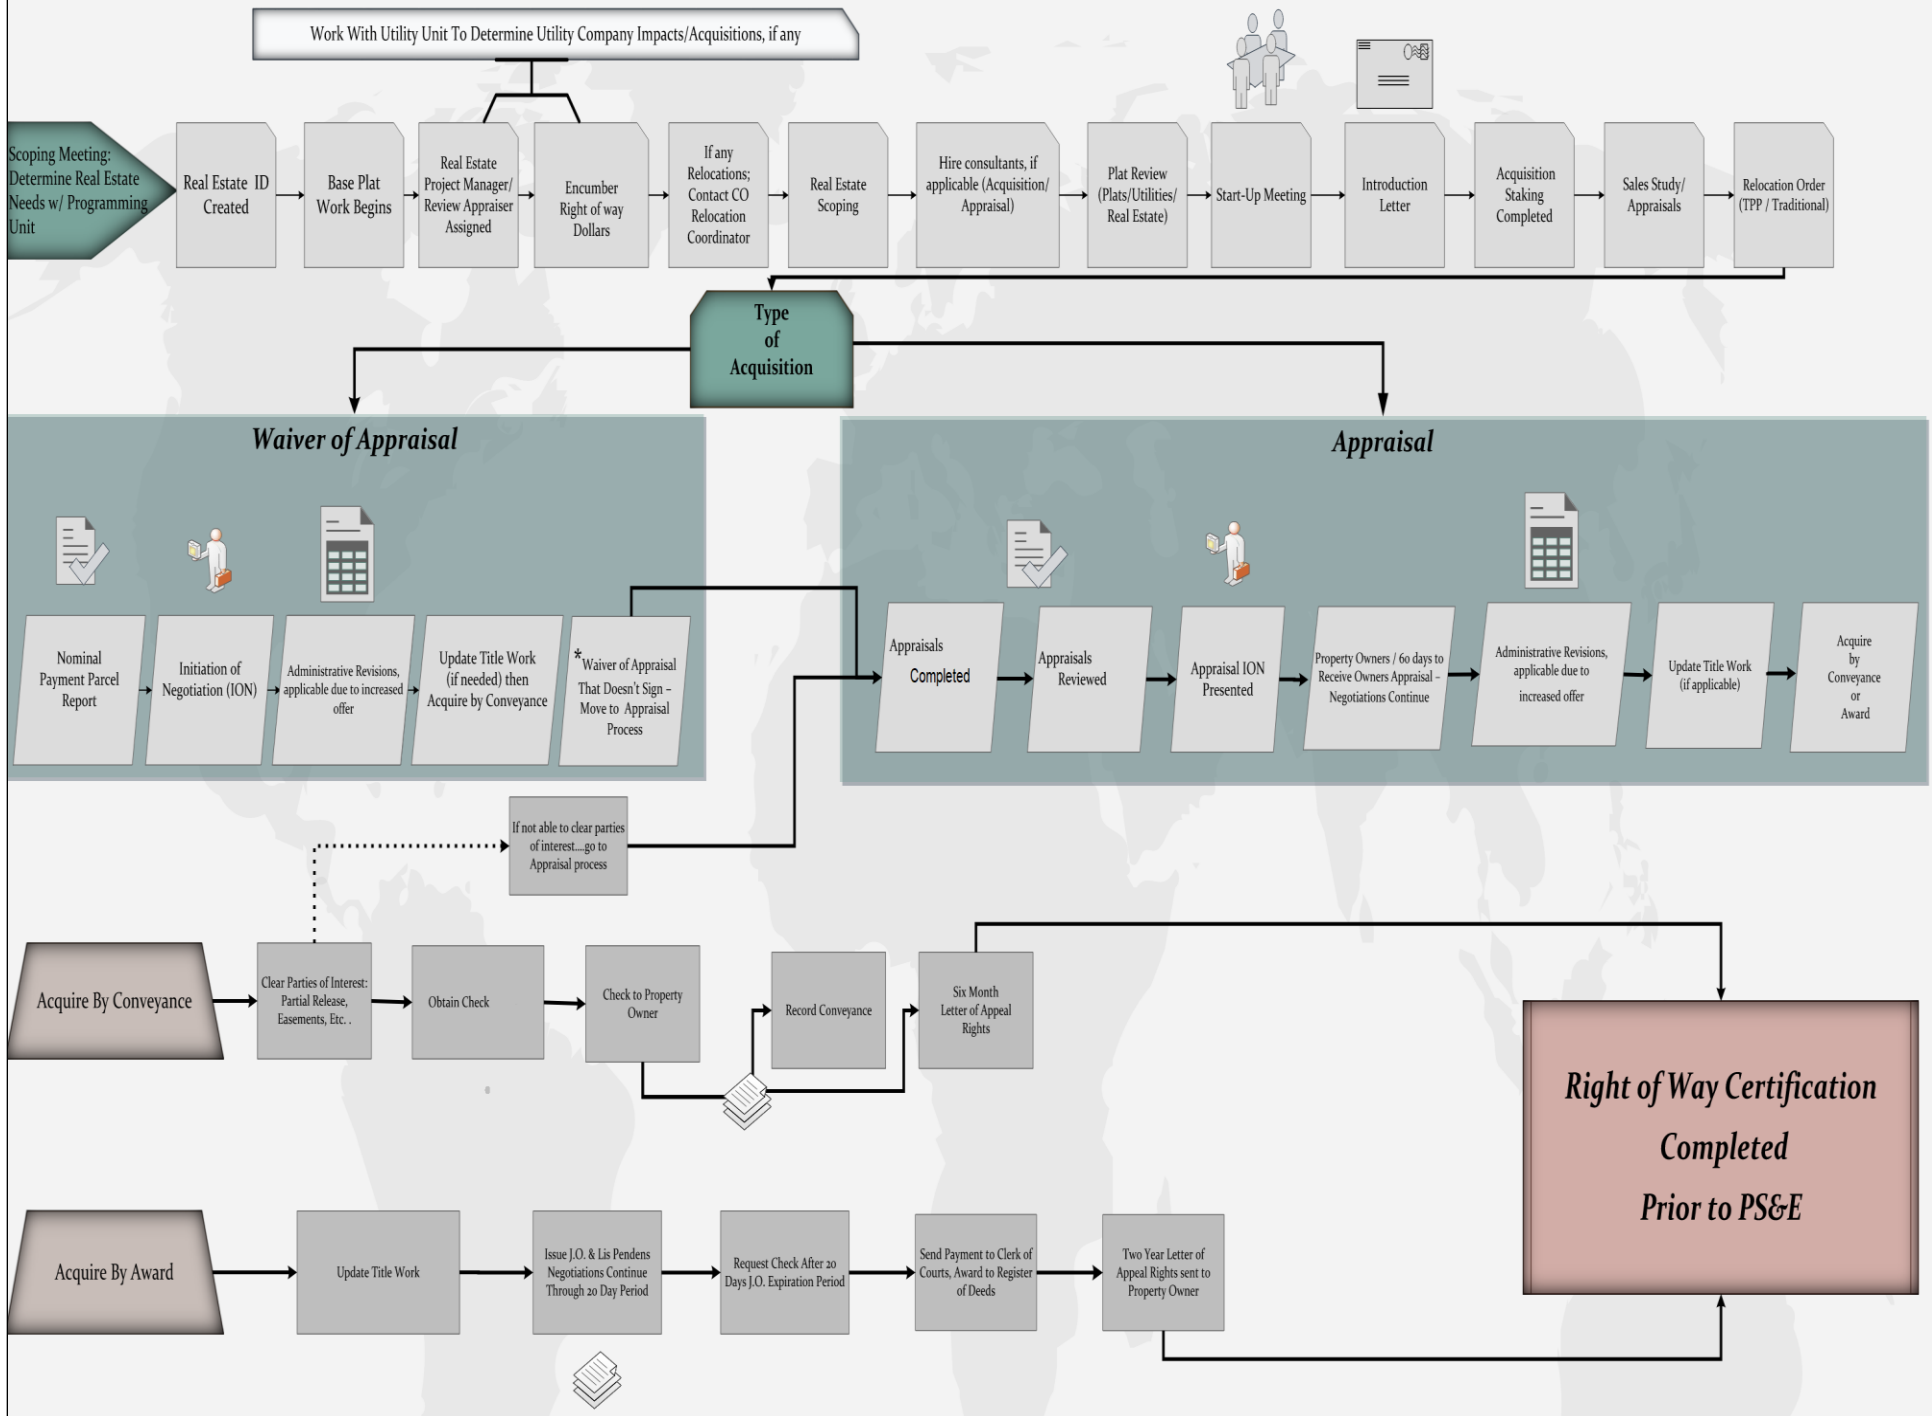 Work With Utility Unit To Determine Utility Company Impacts/Acquisitions, if any
Scoping Meeting:
Determine Real Estate
Needs w/ Programming
Unit
Real Estate ID
Created
Base Plat
Work Begins
Real Estate
Project Manager/
Review Appraiser
Assigned
Encumber
Right of way
Dollars
If any
Relocations;
Contact CO
Relocation
Coordinator
Real Estate
Scoping
Hire consultants, if
applicable (Acquisition/
Appraisal)
Plat Review
(Plats/Utilities/
Real Estate)
Start-Up Meeting
Introduction
Letter
Acquisition
Staking
Completed
Sales Study/
Appraisals
Relocation Order
(TPP / Traditional)
Type
of
Acquisition
Waiver of Appraisal
Nominal
Payment Parcel
Report
Initiation of
Negotiation (ION)
Administrative Revisions,
applicable due to increased
offer
Update Title Work
(if needed) then
Acquire by Conveyance
*Waiver of Appraisal
That Doesn't Sign –
Move to Appraisal
Process
Appraisal
Appraisals
Completed
Appraisals
Reviewed
Appraisal ION
Presented
Property Owners / 60 days to
Receive Owners Appraisal –
Negotiations Continue
Administrative Revisions,
applicable due to
increased offer
Update Title Work
(if applicable)
Acquire
by
Conveyance
or
Award
If not able to clear parties
of interest....go to
Appraisal process
Acquire By Conveyance
Clear Parties of Interest:
Partial Release,
Easements, Etc. .
Obtain Check
Check to Property
Owner
Record Conveyance
Six Month
Letter of Appeal
Rights
Right of Way Certification
Completed
Prior to PS&E
Acquire By Award
Update Title Work
Issue J.O. & Lis Pendens
Negotiations Continue
Through 20 Day Period
Request Check After 20
Days J.O. Expiration Period
Send Payment to Clerk of
Courts, Award to Register
of Deeds
Two Year Letter of
Appeal Rights sent to
Property Owner